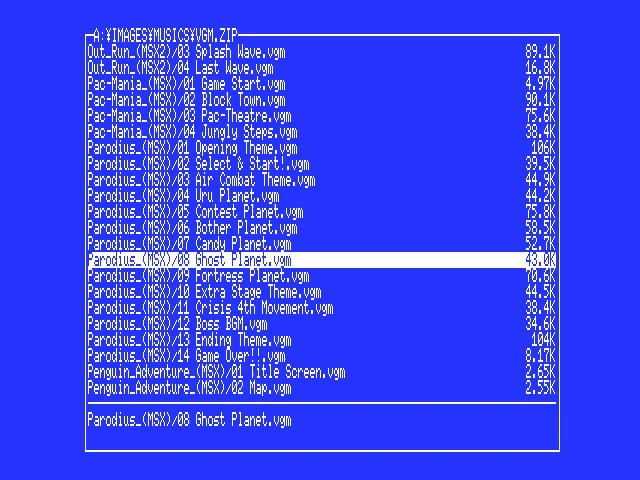 A:¥IMAGES¥MUSICS¥VGM.ZIP
Out_Run_(MSX2)/03 Splash Wave.vgm 89.1K
Out_Run_(MSX2)/04 Last Wave.vgm 16.8K
Pac-Mania_(MSX)/01 Game Start.vgm 4.97K
Pac-Mania_(MSX)/02 Block Town.vgm 90.1K
Pac-Mania_(MSX)/03 Pac-Theatre.vgm 75.6K
Pac-Mania_(MSX)/04 Jungly Steps.vgm 38.4K
Parodius_(MSX)/01 Opening Theme.vgm 106K
Parodius_(MSX)/02 Select & Start!.vgm 39.5K
Parodius_(MSX)/03 Air Combat Theme.vgm 44.9K
Parodius_(MSX)/04 Uru Planet.vgm 44.2K
Parodius_(MSX)/05 Contest Planet.vgm 75.8K
Parodius_(MSX)/06 Bother Planet.vgm 58.5K
Parodius_(MSX)/07 Candy Planet.vgm 52.7K
Parodius_(MSX)/08 Ghost Planet.vgm 43.0K
Parodius_(MSX)/09 Fortress Planet.vgm 70.6K
Parodius_(MSX)/10 Extra Stage Theme.vgm 44.5K
Parodius_(MSX)/11 Crisis 4th Movement.vgm 38.4K
Parodius_(MSX)/12 Boss BGM.vgm 34.6K
Parodius_(MSX)/13 Ending Theme.vgm 104K
Parodius_(MSX)/14 Game Over!!.vgm 8.17K
Penguin_Adventure_(MSX)/01 Title Screen.vgm 2.65K
Penguin_Adventure_(MSX)/02 Map.vgm 2.55K
Parodius_(MSX)/08 Ghost Planet.vgm